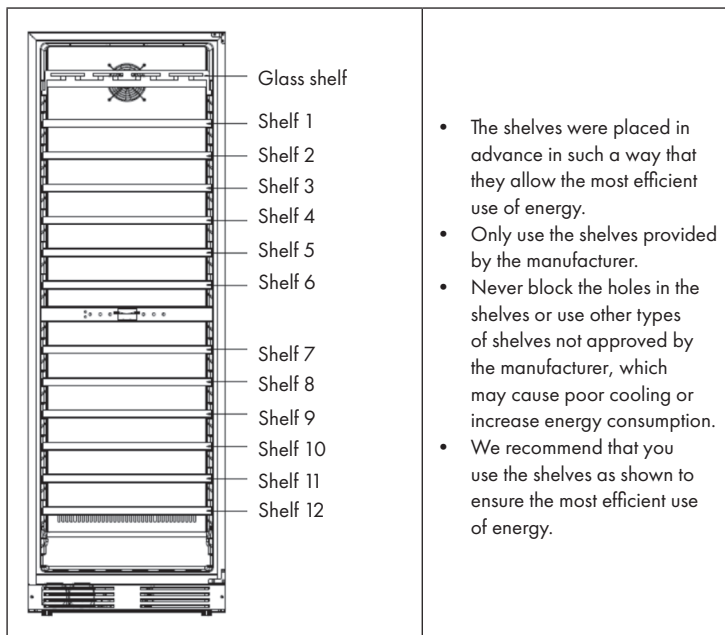 Glass shelf
Shelf 1
Shelf 2
Shelf 3
Shelf 4
Shelf 5
Shelf 6
Shelf 7
Shelf 8
Shelf 9
Shelf 10
Shelf 11
Shelf 12
• The shelves were placed in
advance in such a way that
they allow the most efficient
use of energy.
• Only use the shelves provided
by the manufacturer.
• Never block the holes in the
shelves or use other types
of shelves not approved by
the manufacturer, which
may cause poor cooling or
increase energy consumption.
• We recommend that you
use the shelves as shown to
ensure the most efficient use
of energy.